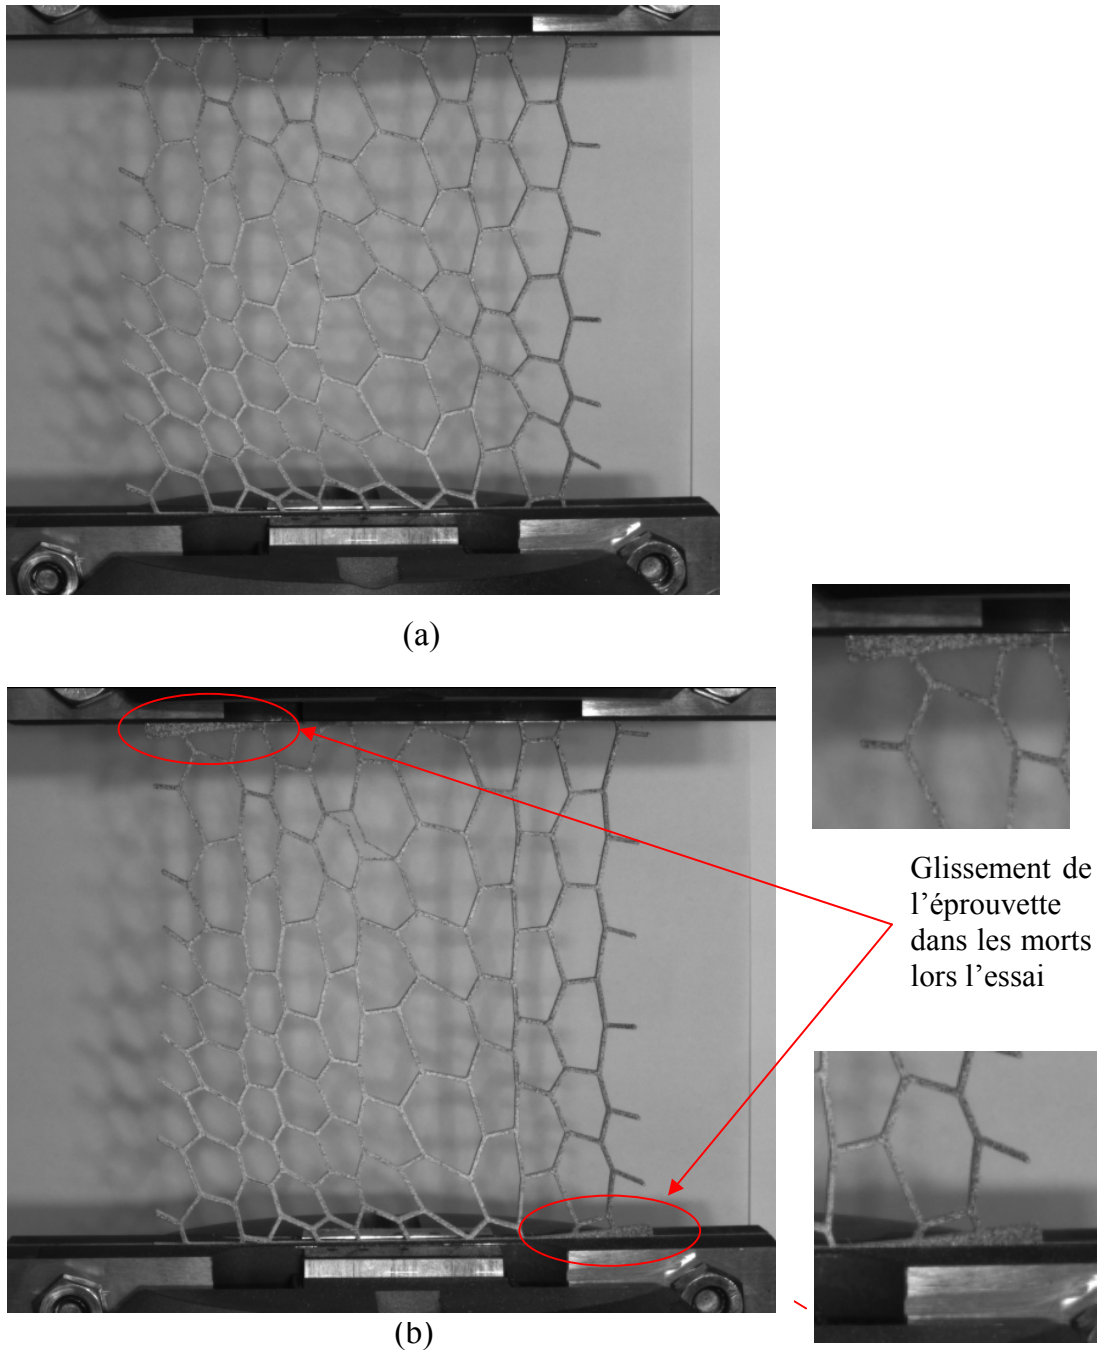 (a)
Glissement de
l’éprouvette
dans les morts
lors l’essai
(b)